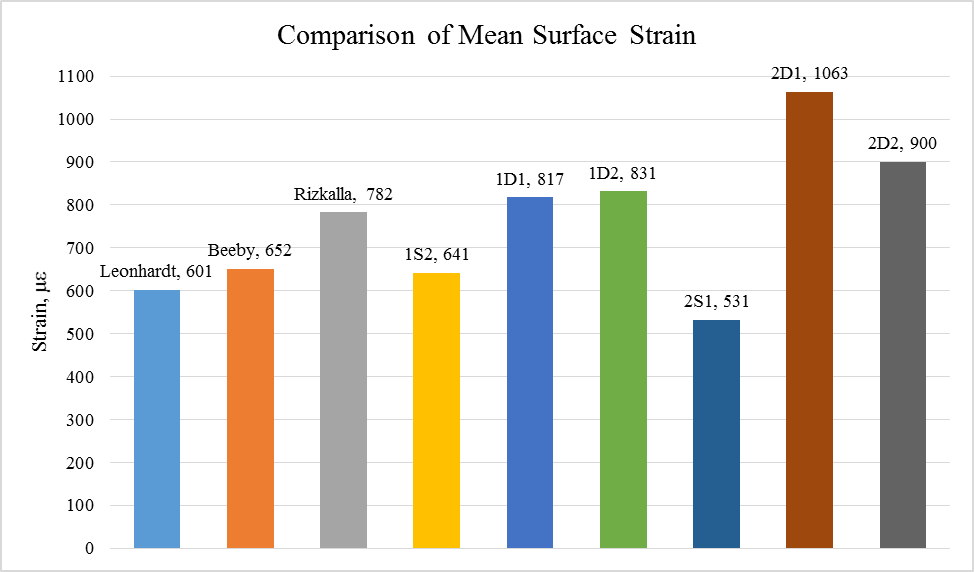 Comparison of Mean Surface Strain
Strain, με
1100
1000
900
800
700
600
500
400
300
200
100
0
Leonhardt, 601
Beeby, 652
Rizkalla, 782
1S2, 641
1D1, 817
1D2, 831
2S1, 531
2D1, 1063
2D2, 900